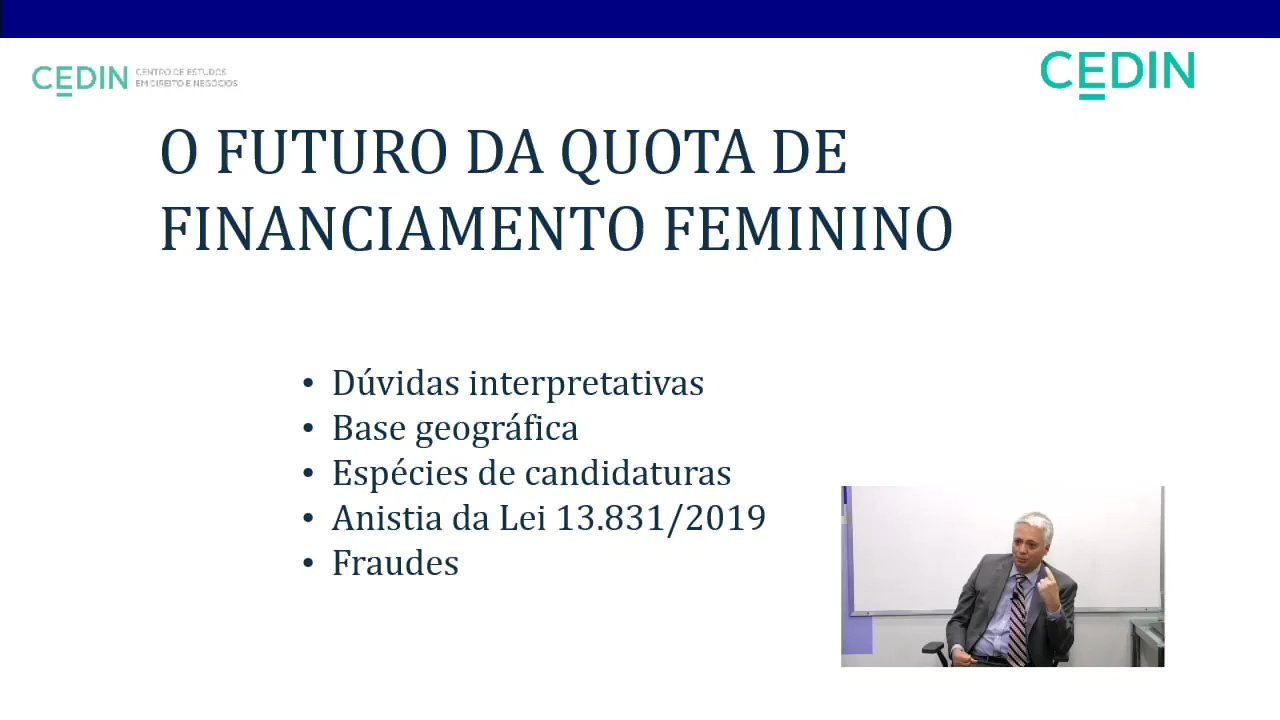 CEDIN
CENTRO DE ESTUDOS
EM DIREITO E NEGÓCIOS
CEDIN
O FUTURO DA QUOTA DE
FINANCIAMENTO FEMININO
• Dúvidas interpretativas
• Base geográfica
• Espécies de candidaturas
• Anistia da Lei 13.831/2019
• Fraudes